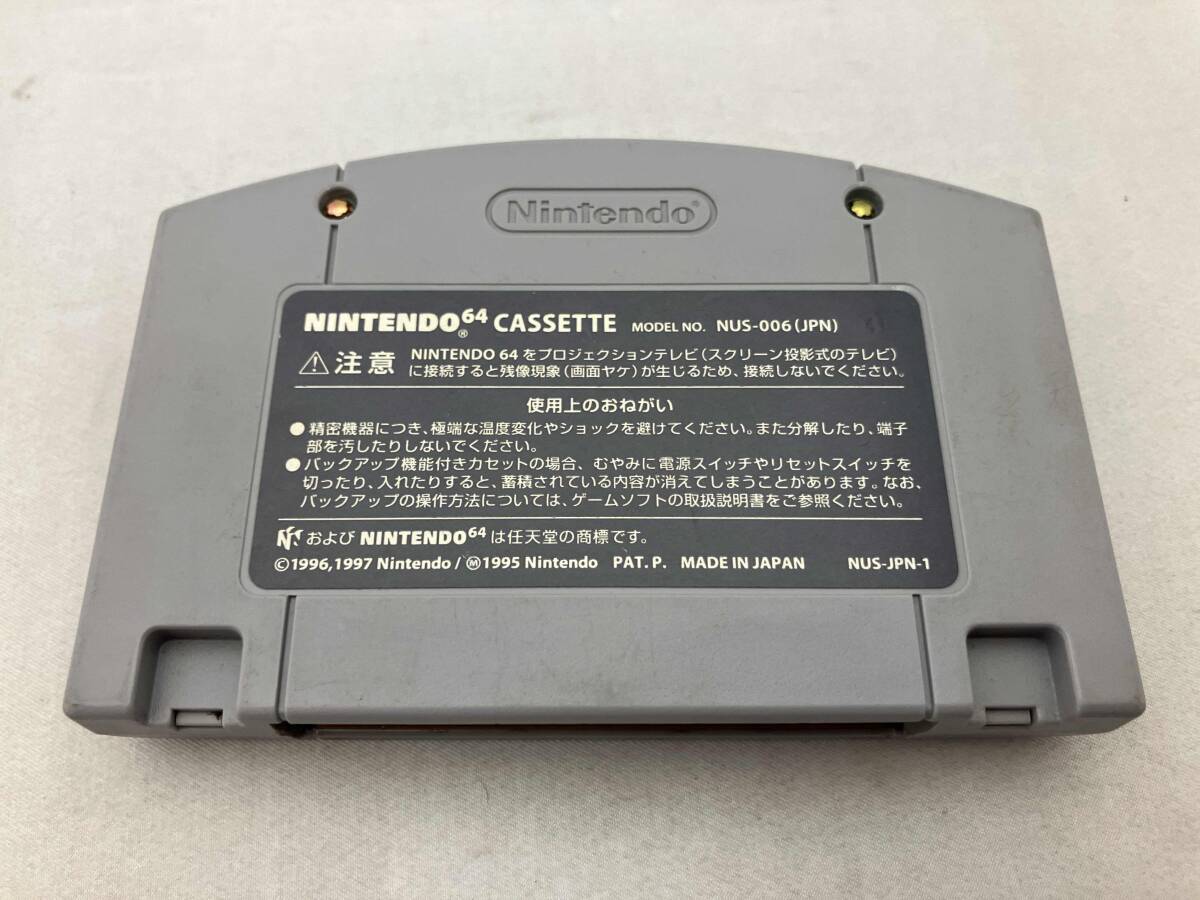 Nintendo®
NINTENDO⁶⁴® CASSETTE MODEL NO. NUS-006(JPN)
⚠注意 NINTENDO 64をプロジェクションテレビ(スクリーン投影式のテレビ)
に接続すると残像現象(画面ヤケ)が生じるため、接続しないでください。
使用上のおねがい
●精密機器につき、極端な温度変化やショックを避けてください。また分解したり、端子
部を汚したりしないでください。
●バックアップ機能付きカセットの場合、むやみに電源スイッチやリセットスイッチを
切ったり、入れたりすると、蓄積されている内容が消えてしまうことがあります。なお、
バックアップの操作方法については、ゲームソフトの取扱説明書をご参照ください。
および NINTENDO⁶⁴ は任天堂の商標です。
©1996,1997 Nintendo/Ⓜ1995 Nintendo PAT. P. MADE IN JAPAN NUS-JPN-1